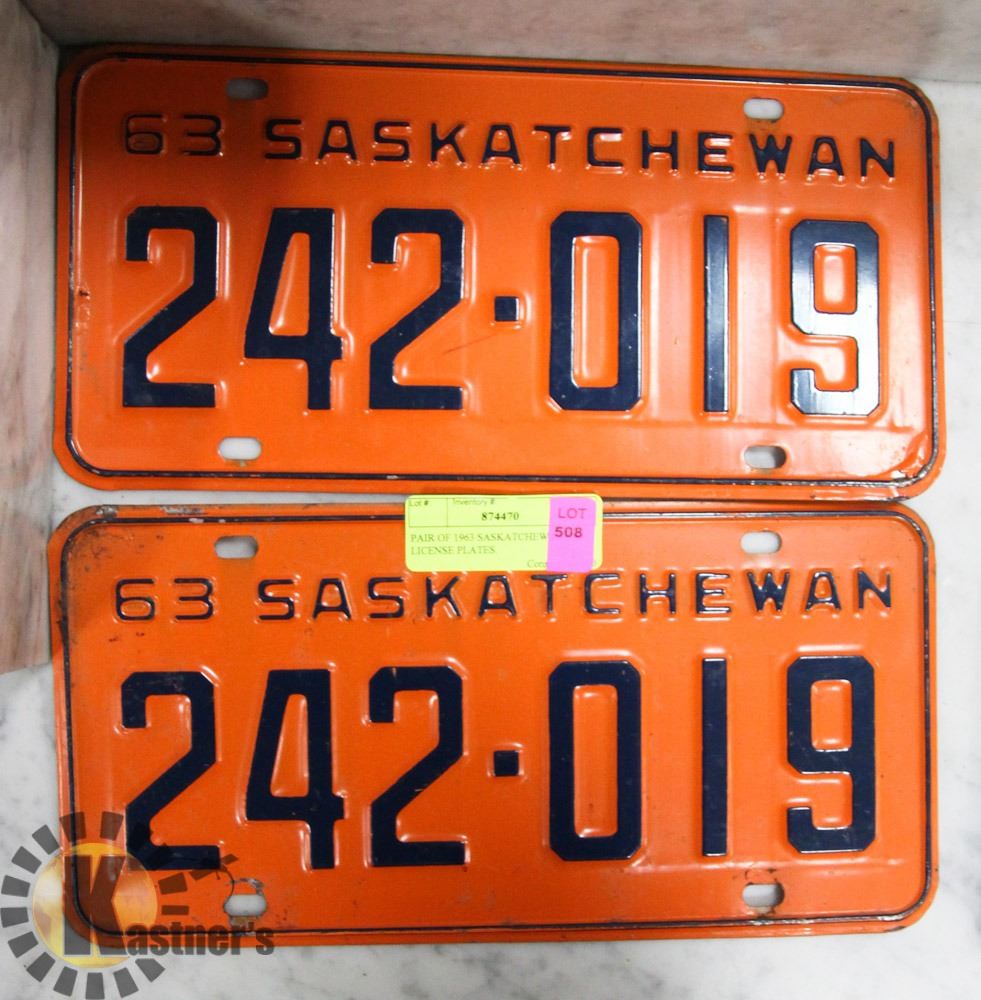 63 SASKATCHEWAN
242·019
Lot # Inventory #
874470 LOT
PAIR OF 1963 SASKATCHEW 508
LICENSE PLATES
63 SASKATCHEWAN
242·019
Kastner's